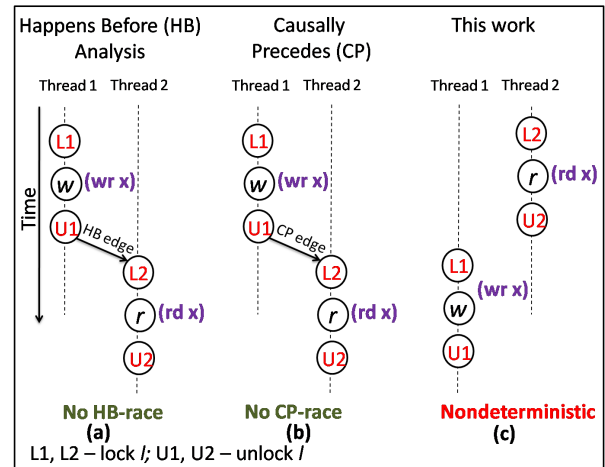 Happens Before (HB) Analysis
Causally Precedes (CP)
This work
Thread 1 Thread 2
Thread 1 Thread 2
Thread 1 Thread 2
Time
L1
w (wr x)
U1
HB edge
L2
r (rd x)
U2
L1
w (wr x)
U1
CP edge
L2
r (rd x)
U2
L2
r (rd x)
U2
L1
(wr x)
w
U1
No HB-race
No CP-race
Nondeterministic
(a)
(b)
(c)
L1, L2 – lock l; U1, U2 – unlock l